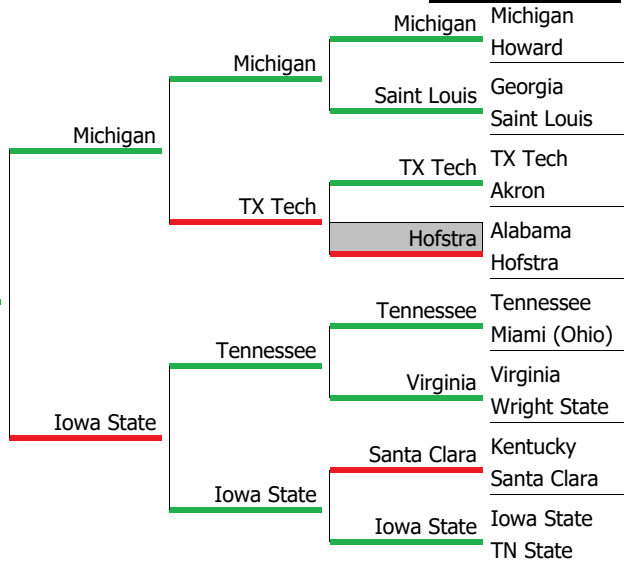 Michigan
Michigan
Howard
Michigan
Georgia
Saint Louis
Saint Louis
Michigan
TX Tech
TX Tech
Akron
TX Tech
Alabama
Hofstra
Hofstra
Tennessee
Tennessee
Miami (Ohio)
Tennessee
Virginia
Virginia
Wright State
Iowa State
Kentucky
Santa Clara
Santa Clara
Iowa State
Iowa State
Iowa State
TN State